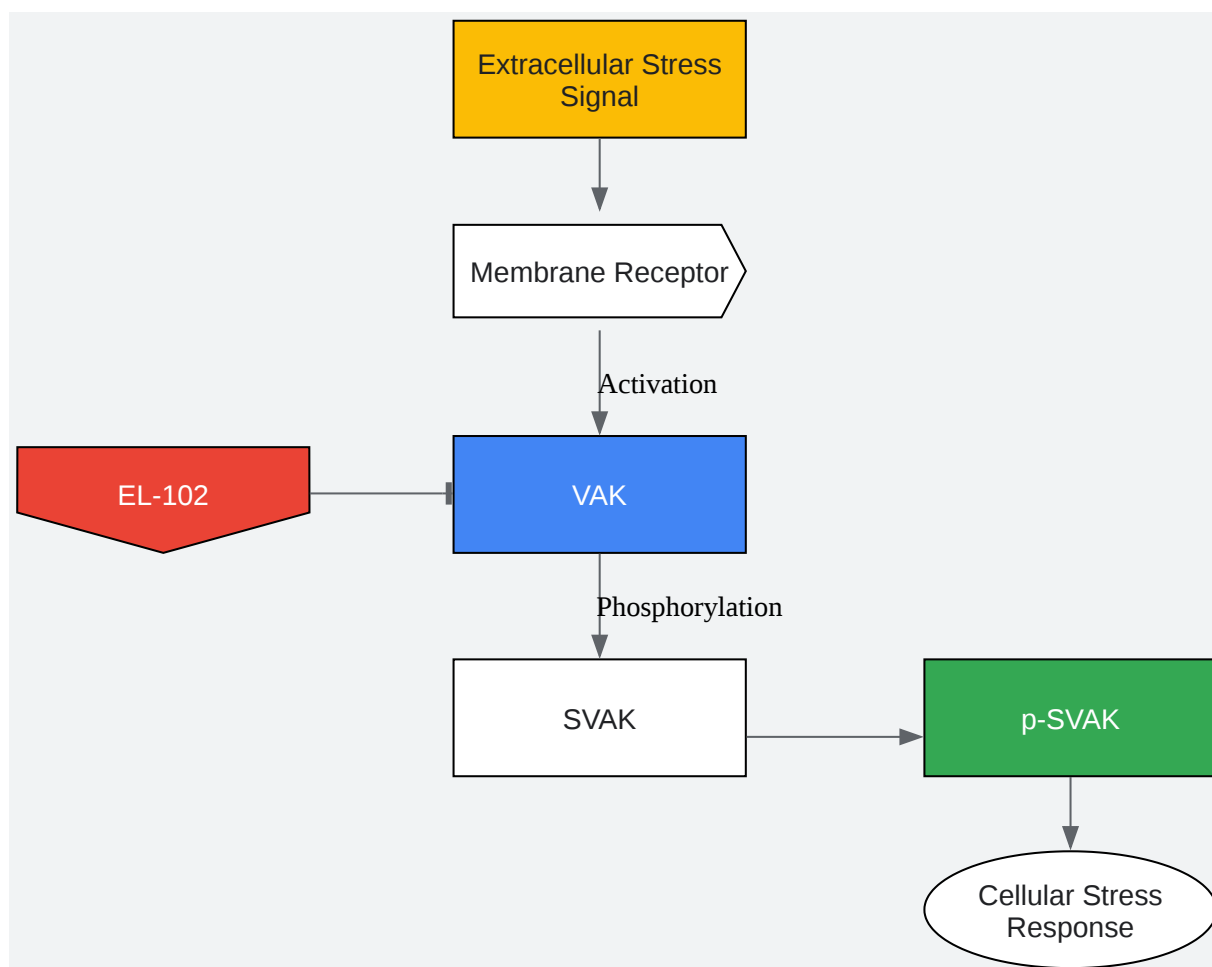 Extracellular Stress
Signal
Membrane Receptor
Activation
EL-102
VAK
Phosphorylation
SVAK
p-SVAK
Cellular Stress
Response